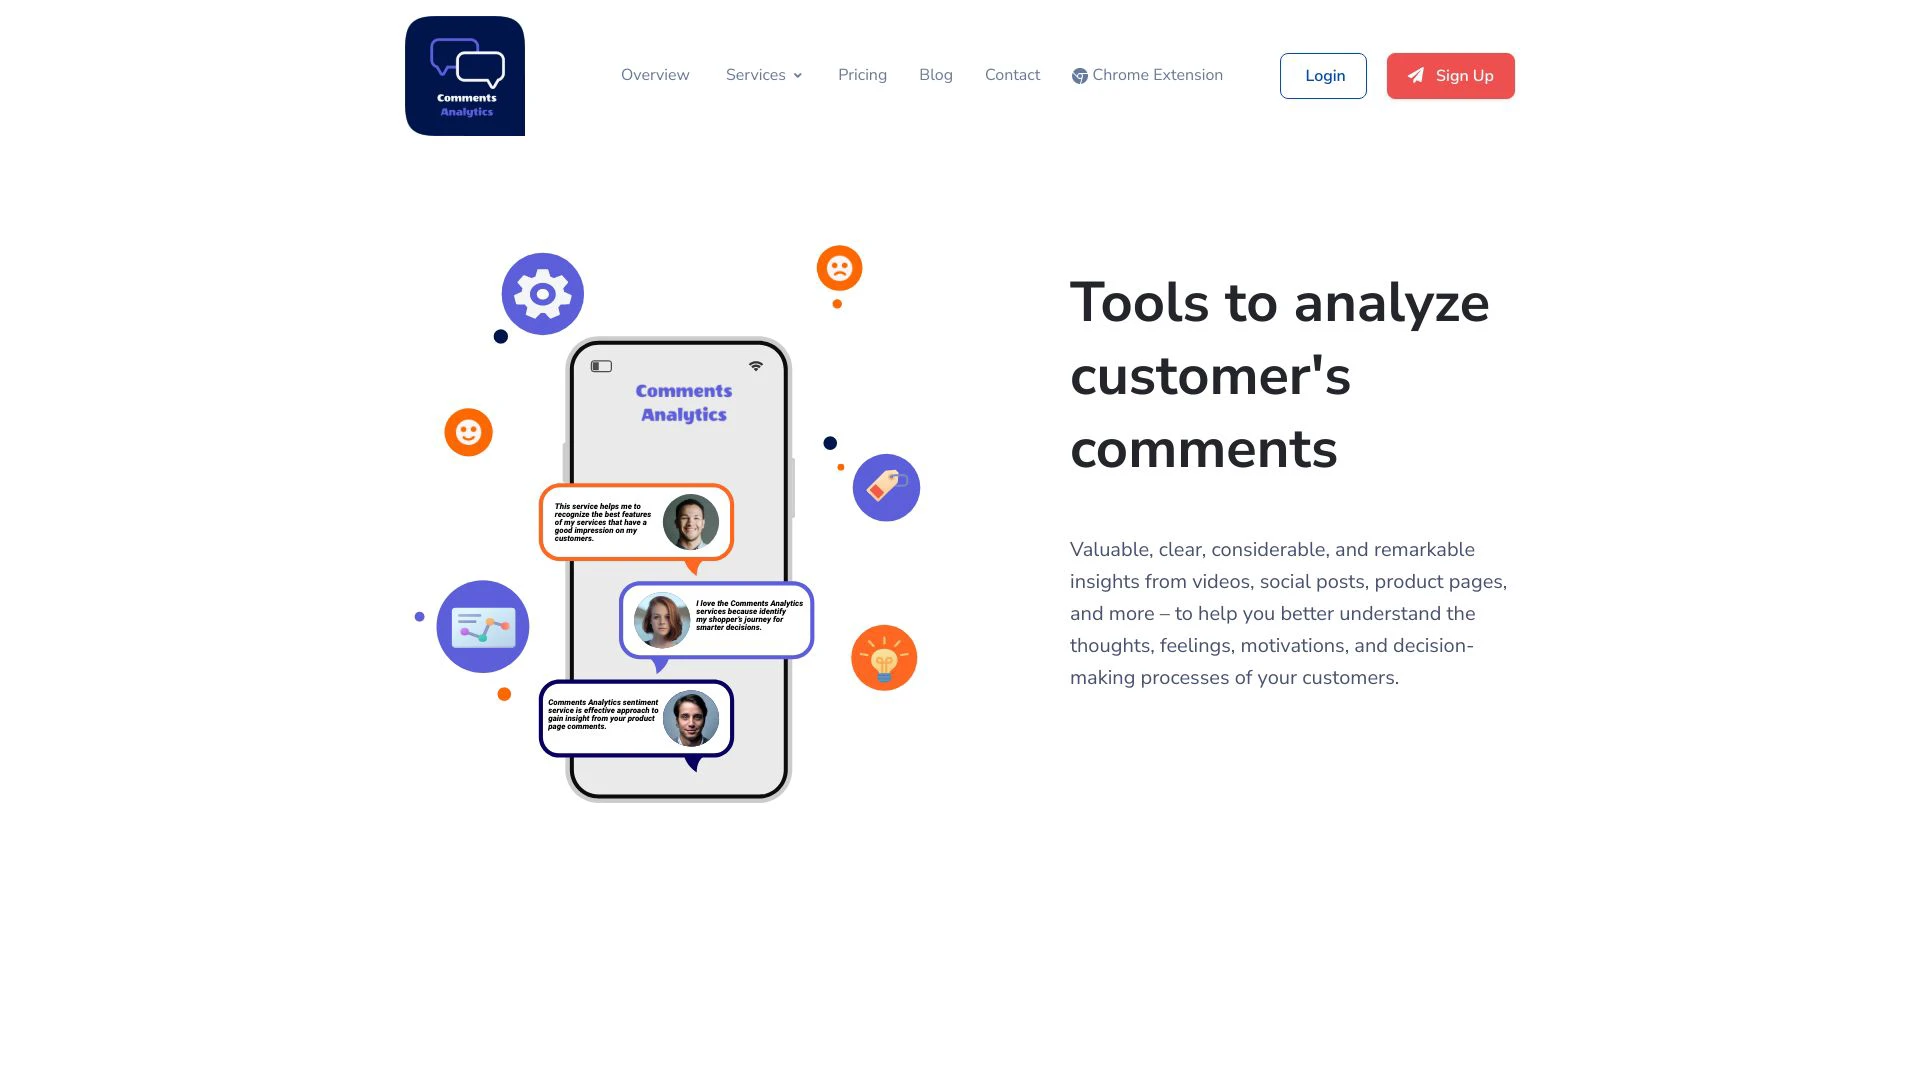 Comments
Analytics
Overview
Services
Pricing
Blog
Contact
Chrome Extension
Login
Sign Up
Comments
Analytics
This service helps me to
recognize the best features
of my services that have a
good impression on my
customers.
I love the Comments Analytics
services because identify
my shopper's journey for
smarter decisions.
Comments Analytics sentiment
service is effective approach to
gain insight from your product
page comments.
Tools to analyze
customer's
comments
Valuable, clear, considerable, and remarkable
insights from videos, social posts, product pages,
and more – to help you better understand the
thoughts, feelings, motivations, and decision-
making processes of your customers.